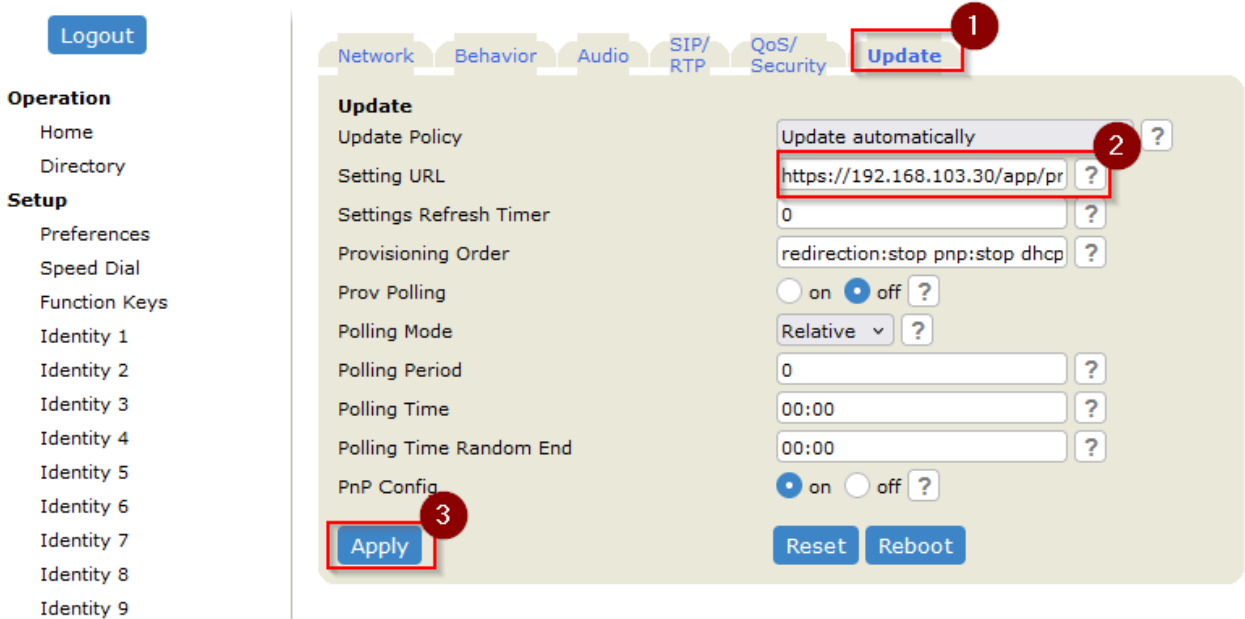 Logout
Operation
Home
Directory
Setup
Preferences
Speed Dial
Function Keys
Identity 1
Identity 2
Identity 3
Identity 4
Identity 5
Identity 6
Identity 7
Identity 8
Identity 9
Network
Behavior
Audio
SIP/
RTP
QoS/
Security
Update
1
Update
Update Policy Update automatically ?
2
Setting URL https://192.168.103.30/app/pr ?
Settings Refresh Timer 0 ?
Provisioning Order redirection:stop pnp:stop dhcp ?
Prov Polling on off ?
Polling Mode Relative ?
Polling Period 0 ?
Polling Time 00:00 ?
Polling Time Random End 00:00 ?
PnP Config on off ?
3
Apply Reset Reboot